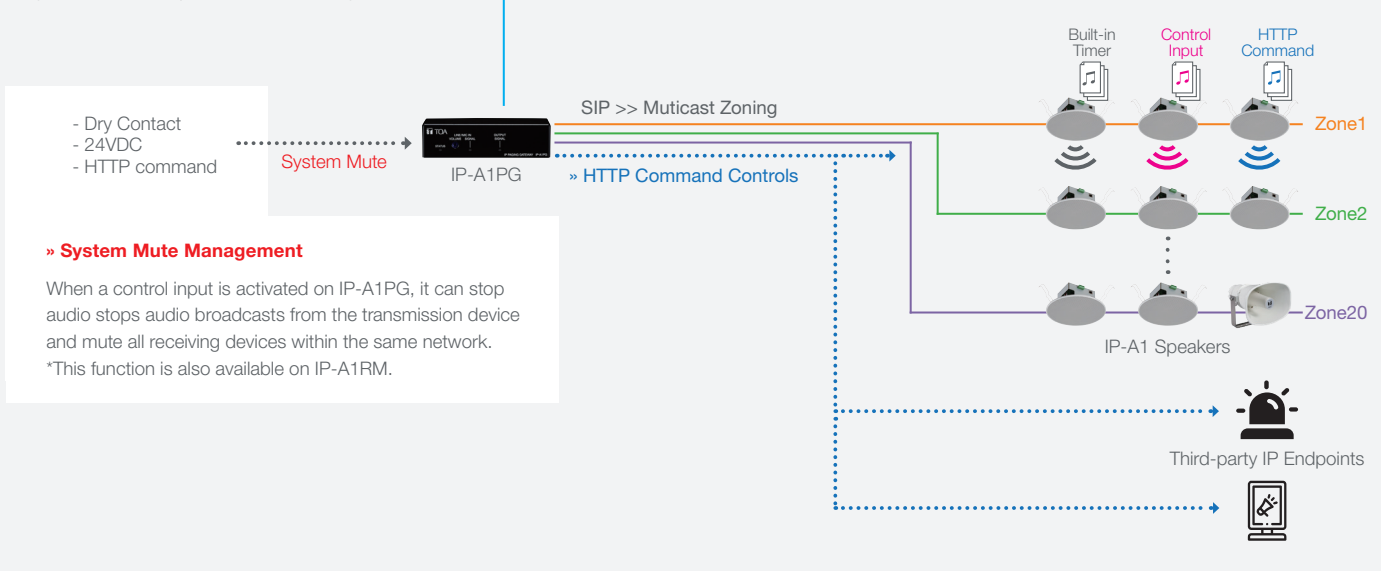 Built-in
Timer
Control
Input
HTTP
Command
- Dry Contact
- 24VDC
- HTTP command
System Mute
TOA
IP-A1PG
SIP >> Muticast Zoning
» HTTP Command Controls
Zone1
Zone2
Zone20
IP-A1 Speakers
» System Mute Management
When a control input is activated on IP-A1PG, it can stop
audio stops audio broadcasts from the transmission device
and mute all receiving devices within the same network.
*This function is also available on IP-A1RM.
Third-party IP Endpoints